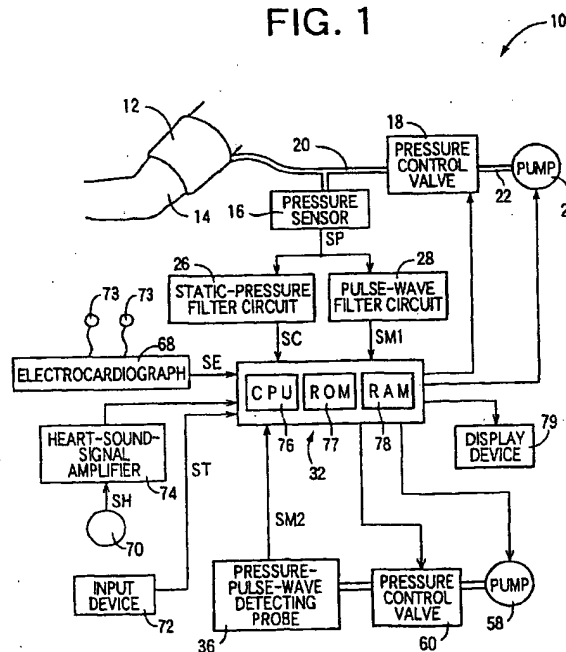 FIG. 1
10
12
18
20
PRESSURE
CONTROL
VALVE
PUMP
22
14
16
PRESSURE
SENSOR
SP
26
28
STATIC-PRESSURE
FILTER CIRCUIT
PULSE-WAVE
FILTER CIRCUIT
73
73
68
SC
SM1
ELECTROCARDIOGRAPH
SE
CPU
ROM
RAM
76
77
78
32
HEART-SOUND-
SIGNAL
AMPLIFIER
74
ST
DISPLAY
DEVICE
79
SH
70
SM2
INPUT
DEVICE
72
PRESSURE-
PULSE-WAVE
DETECTING
PROBE
36
PRESSURE
CONTROL
VALVE
60
PUMP
58